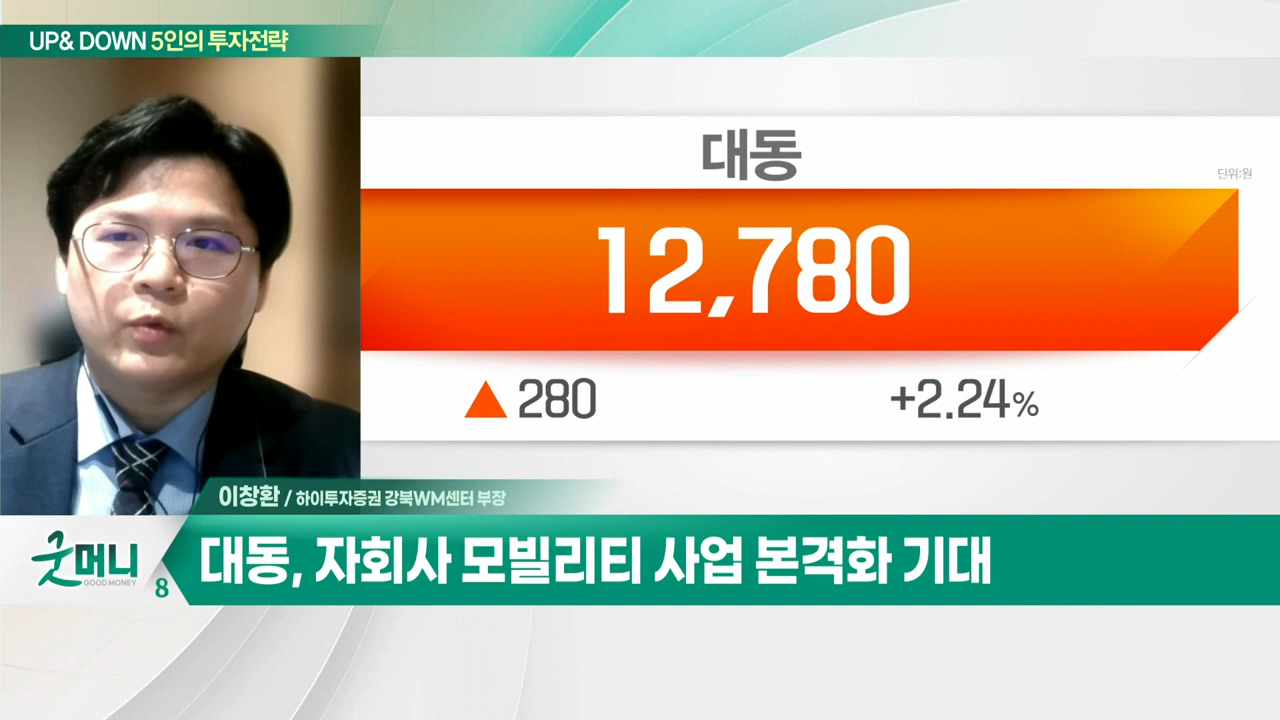 UP& DOWN 5인의 투자전략
대동
단위:원
12,780
▲ 280 +2.24%
이창환 / 하이투자증권 강북WM센터 부장
굿머니
GOOD MONEY
8
대동, 자회사 모빌리티 사업 본격화 기대